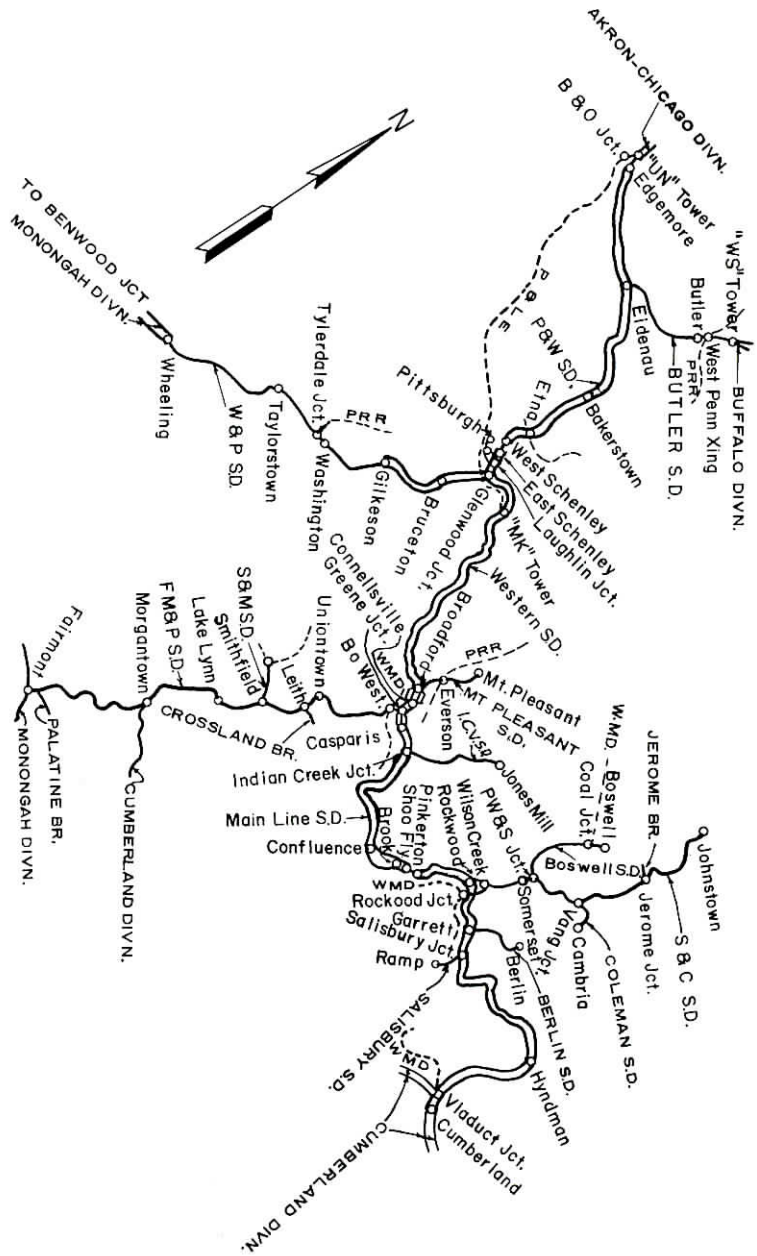 AKRON-CHICAGO DIVN.
B & O Jct.
"UN" Tower
Edgemore
"WS" Tower
Butler
West Penn Xing
PRR
BUFFALO DIVN.
BUTLER S.D.
Eidenau
N
P & L E
P&W S.D.
Bakerstown
Etna
Pittsburgh
West Schenley
East Schenley
Laughlin Jct.
Glenwood Jct.
"MK" Tower
TO BENWOOD JCT
MONONGAH DIVN.
Wheeling
W & P S.D.
Taylorstown
Tylerdale Jct.
PRR
Washington
Gilkeson
Bruceton
Western S.D.
Broadford
Connellsville
Greene Jct.
WMD
Bo West
PRR
Mt. Pleasant
MT PLEASANT S.D.
Everson
I.C.V.S.D.
Jones Mill
Uniontown
S&M S.D.
Smithfield
Leith
Lake Lynn
FM&P S.D.
Morgantown
Fairmont
CROSSLAND BR.
Casparis
Indian Creek Jct.
PALATINE BR.
MONONGAH DIVN.
CUMBERLAND DIVN.
Main Line S.D.
Confluence
Brook
Shoo Fly
Pinkerton
Rockwood
Wilson Creek
PW&S Jct.
W.M.D.
Boswell
Coal Jct.
Boswell S.D.
JEROME BR.
Johnstown
Jerome Jct.
S & C S.D.
Vang Jct.
Cambria
COLEMAN S.D.
Somerset
WMD
Rockood Jct.
Garrett
Salisbury Jct.
Ramp
SALISBURY S.D.
Berlin
BERLIN S.D.
Hyndman
WMD
Viaduct Jct.
Cumberland
CUMBERLAND DIVN.